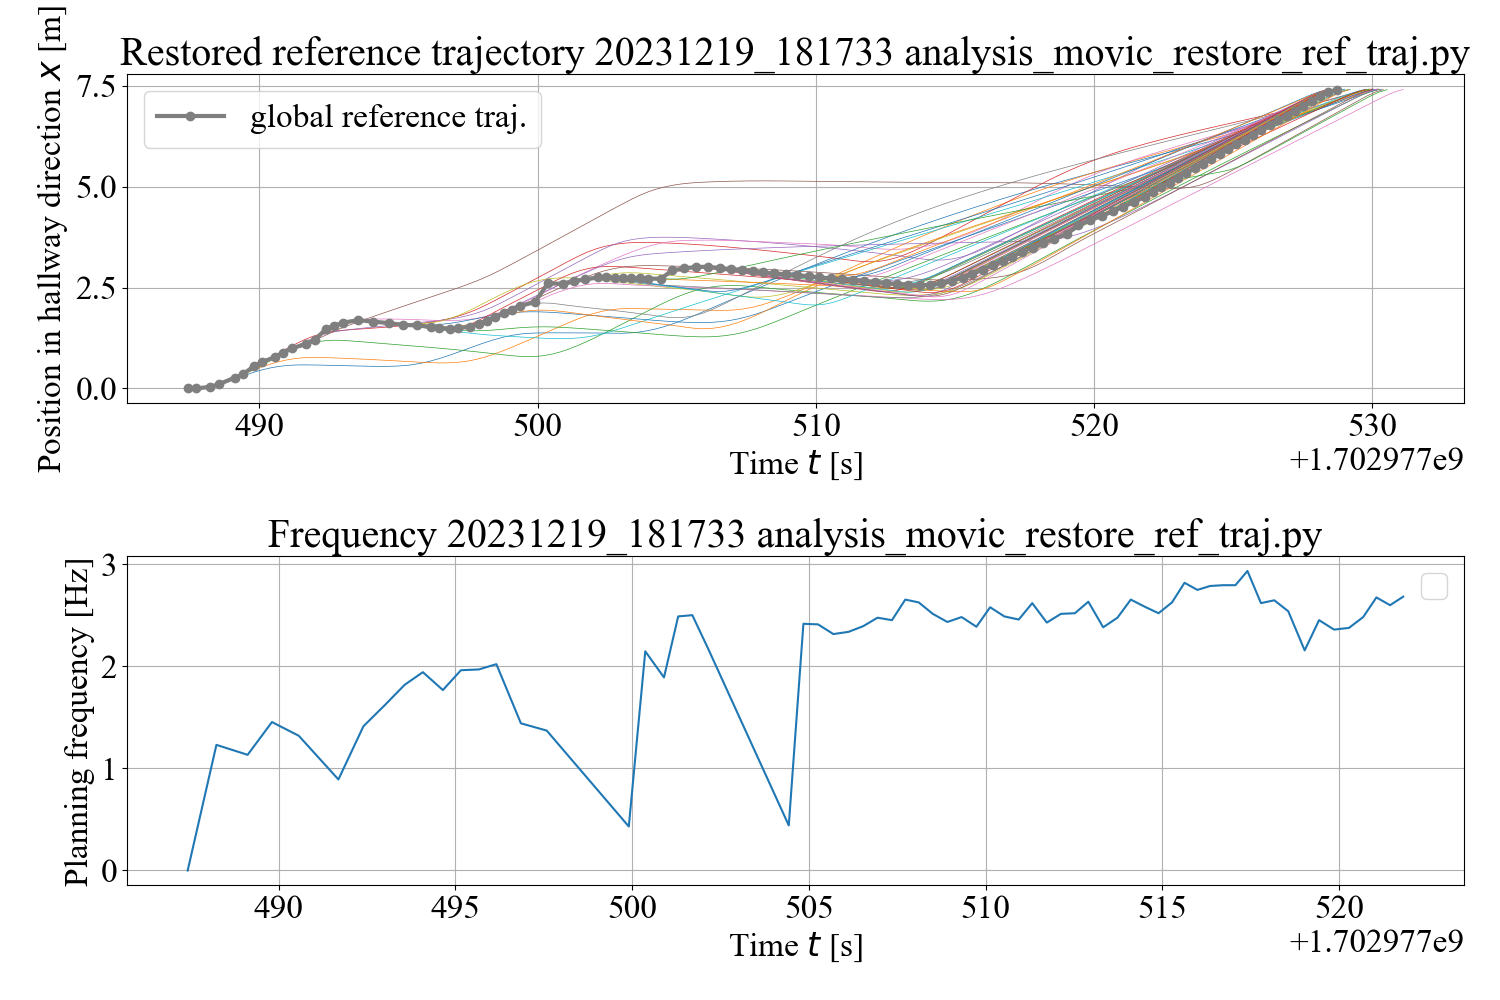 Restored reference trajectory 20231219_181733 analysis_movic_restore_ref_traj.py
Position in hallway direction x [m]
7.5
5.0
2.5
0.0
global reference traj.
490 500 510 520 530
Time t [s]
+1.702977e9
Frequency 20231219_181733 analysis_movic_restore_ref_traj.py
Planning frequency [Hz]
3
2
1
0
490 495 500 505 510 515 520
Time t [s]
+1.702977e9